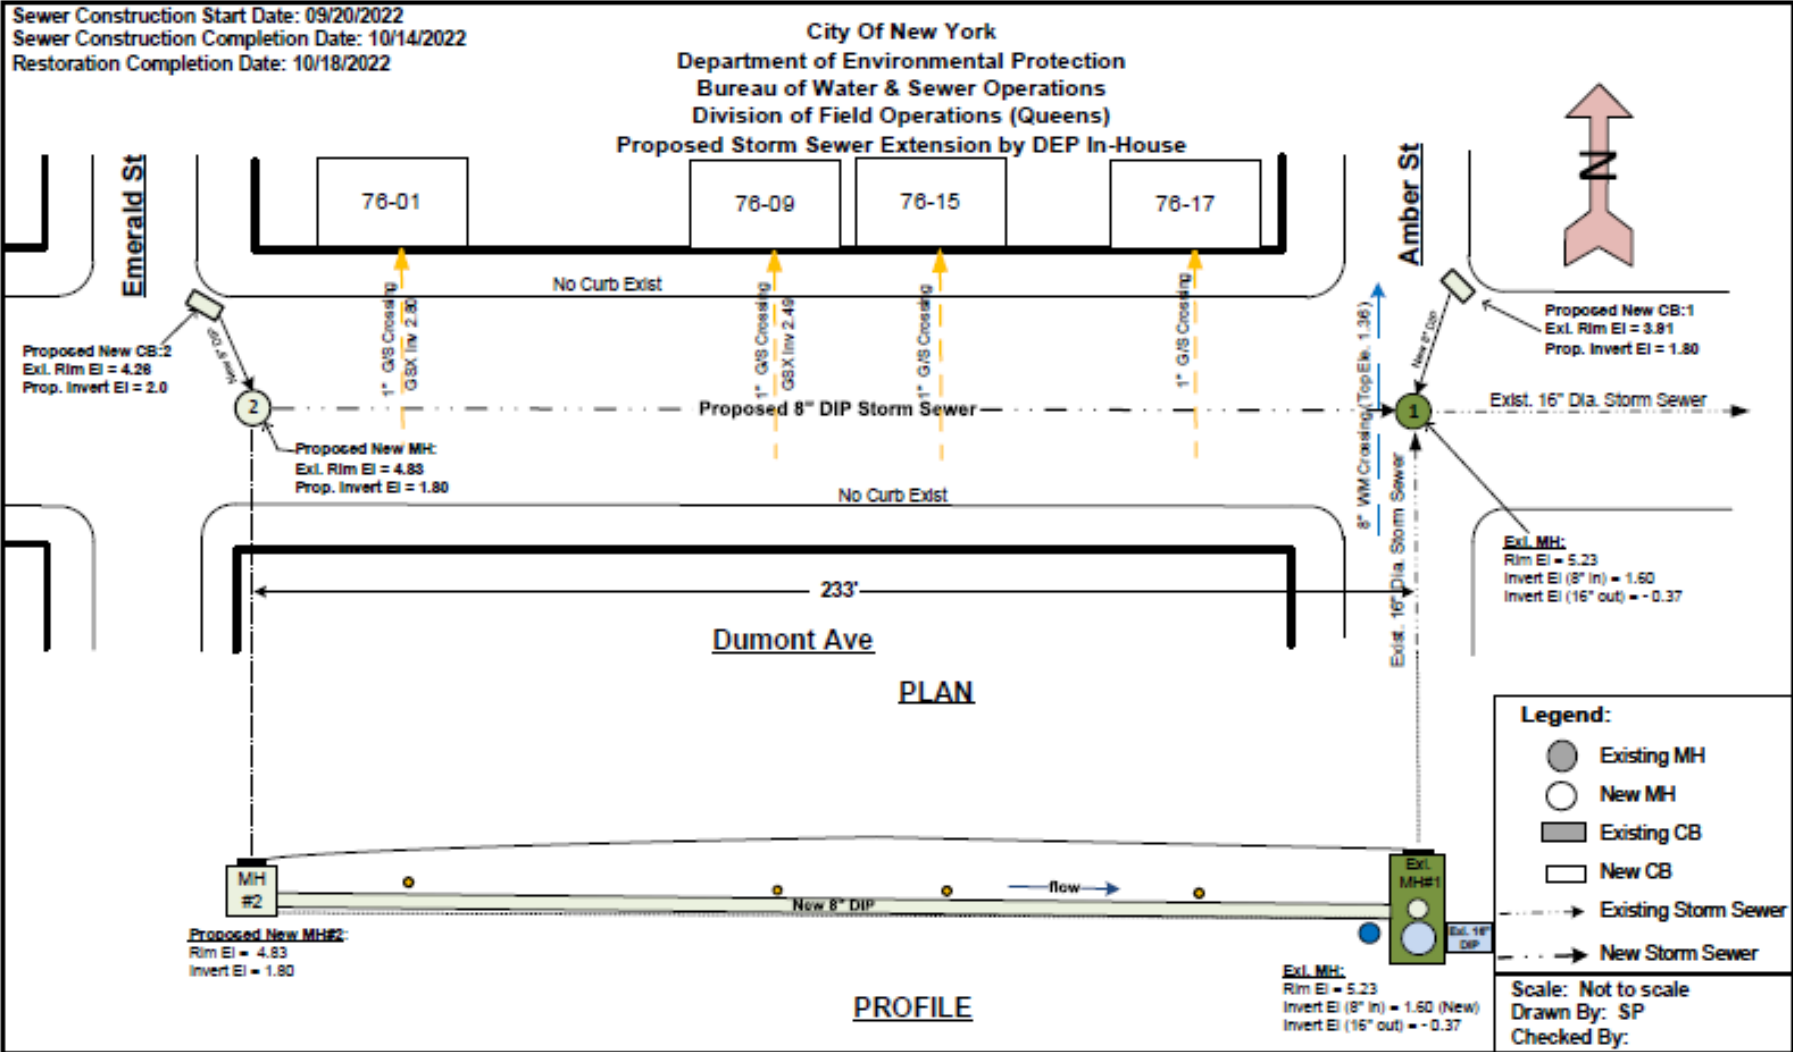 Sewer Construction Start Date: 09/20/2022
Sewer Construction Completion Date: 10/14/2022
Restoration Completion Date: 10/18/2022
City Of New York
Department of Environmental Protection
Bureau of Water & Sewer Operations
Division of Field Operations (Queens)
Proposed Storm Sewer Extension by DEP In-House
Emerald St
76-01
76-09
76-15
76-17
Amber St
N
No Curb Exist
1" G/S Crossing
GSX Inv 2.80
1" G/S Crossing
GSX Inv 2.49
1" G/S Crossing
1" G/S Crossing
8" WM Crossing (Top Ele. 1.36)
Proposed New CB:1
Exl. Rim El = 3.91
Prop. Invert El = 1.80
New 8" DIP
Proposed New CB:2
Exl. Rim El = 4.26
Prop. Invert El = 2.0
New 8" DIP
2
Proposed 8" DIP Storm Sewer
1
Exist. 16" Dia. Storm Sewer
Proposed New MH:
Exl. Rim El = 4.83
Prop. Invert El = 1.80
No Curb Exist
Exist. 16" Dia. Storm Sewer
Exl. MH:
Rim El = 5.23
Invert El (8" in) = 1.60
Invert El (16" out) = - 0.37
233'
Dumont Ave
PLAN
Legend:
Existing MH
New MH
Existing CB
New CB
Existing Storm Sewer
New Storm Sewer
MH
#2
flow
New 8" DIP
Exl.
MH#1
Exl. 16"
DIP
Proposed New MH#2:
Rim El = 4.83
Invert El = 1.80
Exl. MH:
Rim El = 5.23
Invert El (8" in) = 1.60 (New)
Invert El (16" out) = - 0.37
PROFILE
Scale: Not to scale
Drawn By: SP
Checked By: